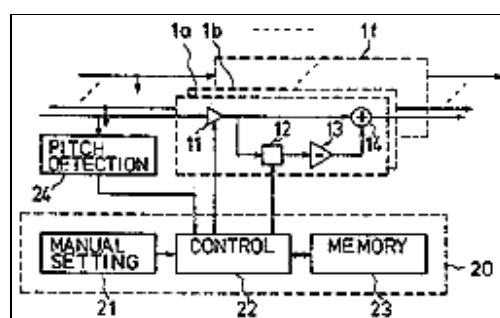 1a 1b 1f
11 12 13 14
PITCH
DETECTION
24
MANUAL
SETTING
CONTROL
MEMORY
20
21 22 23